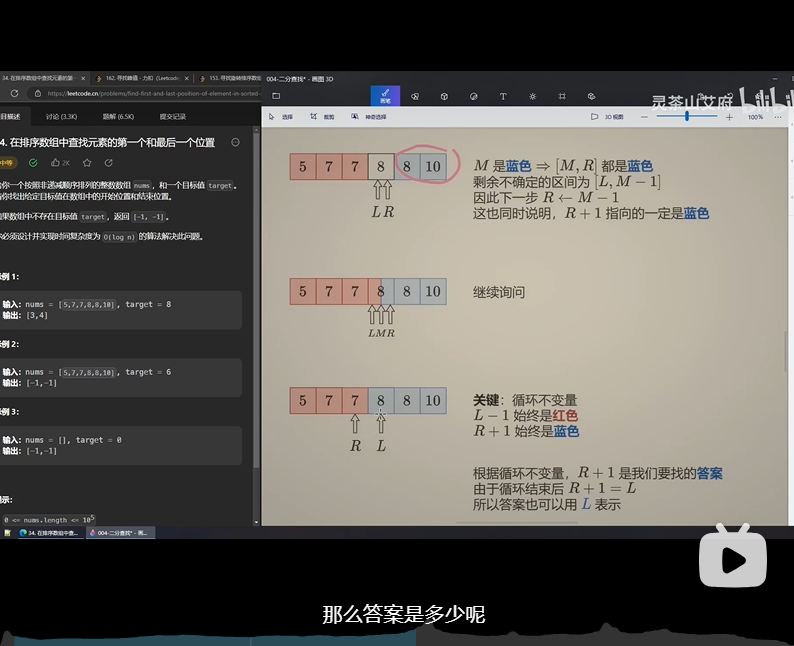 34. 在排序数组中查找元素的第一
162. 寻找峰值 - 力扣（Leetcode
153. 寻找旋转排序数组
004-二分查找* - 画图 3D
https://leetcode.cn/problems/find-first-and-last-position-of-element-in-sorted-
灵茶山艾府
bilibili
画笔
题目描述
讨论 (3.3K)
题解 (6.5K)
提交记录
选择
裁剪
神奇选择
3D 视图
100%
4. 在排序数组中查找元素的第一个和最后一个位置
中等
2K
给你一个按照非递减顺序排列的整数数组 nums，和一个目标值 target。
你找出给定目标值在数组中的开始位置和结束位置。
如果数组中不存在目标值 target，返回 [-1, -1]。
你必须设计并实现时间复杂度为 O(log n) 的算法解决此问题。
示例 1：
输入：nums = [5,7,7,8,8,10], target = 8
输出：[3,4]
示例 2：
输入：nums = [5,7,7,8,8,10], target = 6
输出：[-1,-1]
示例 3：
输入：nums = [], target = 0
输出：[-1,-1]
提示：
0 <= nums.length <= 10⁵
5 7 7 8 8 10
L R
M 是蓝色 ⇒ [M, R] 都是蓝色
剩余不确定的区间为 [L, M − 1]
因此下一步 R ← M − 1
这也同时说明，R + 1 指向的一定是蓝色
5 7 7 8 8 10
L M R
继续询问
5 7 7 8 8 10
R L
关键：循环不变量
L − 1 始终是红色
R + 1 始终是蓝色
根据循环不变量，R + 1 是我们要找的答案
由于循环结束后 R + 1 = L
所以答案也可以用 L 表示
34. 在排序数组中查...
004-二分查找* - 画...
那么答案是多少呢